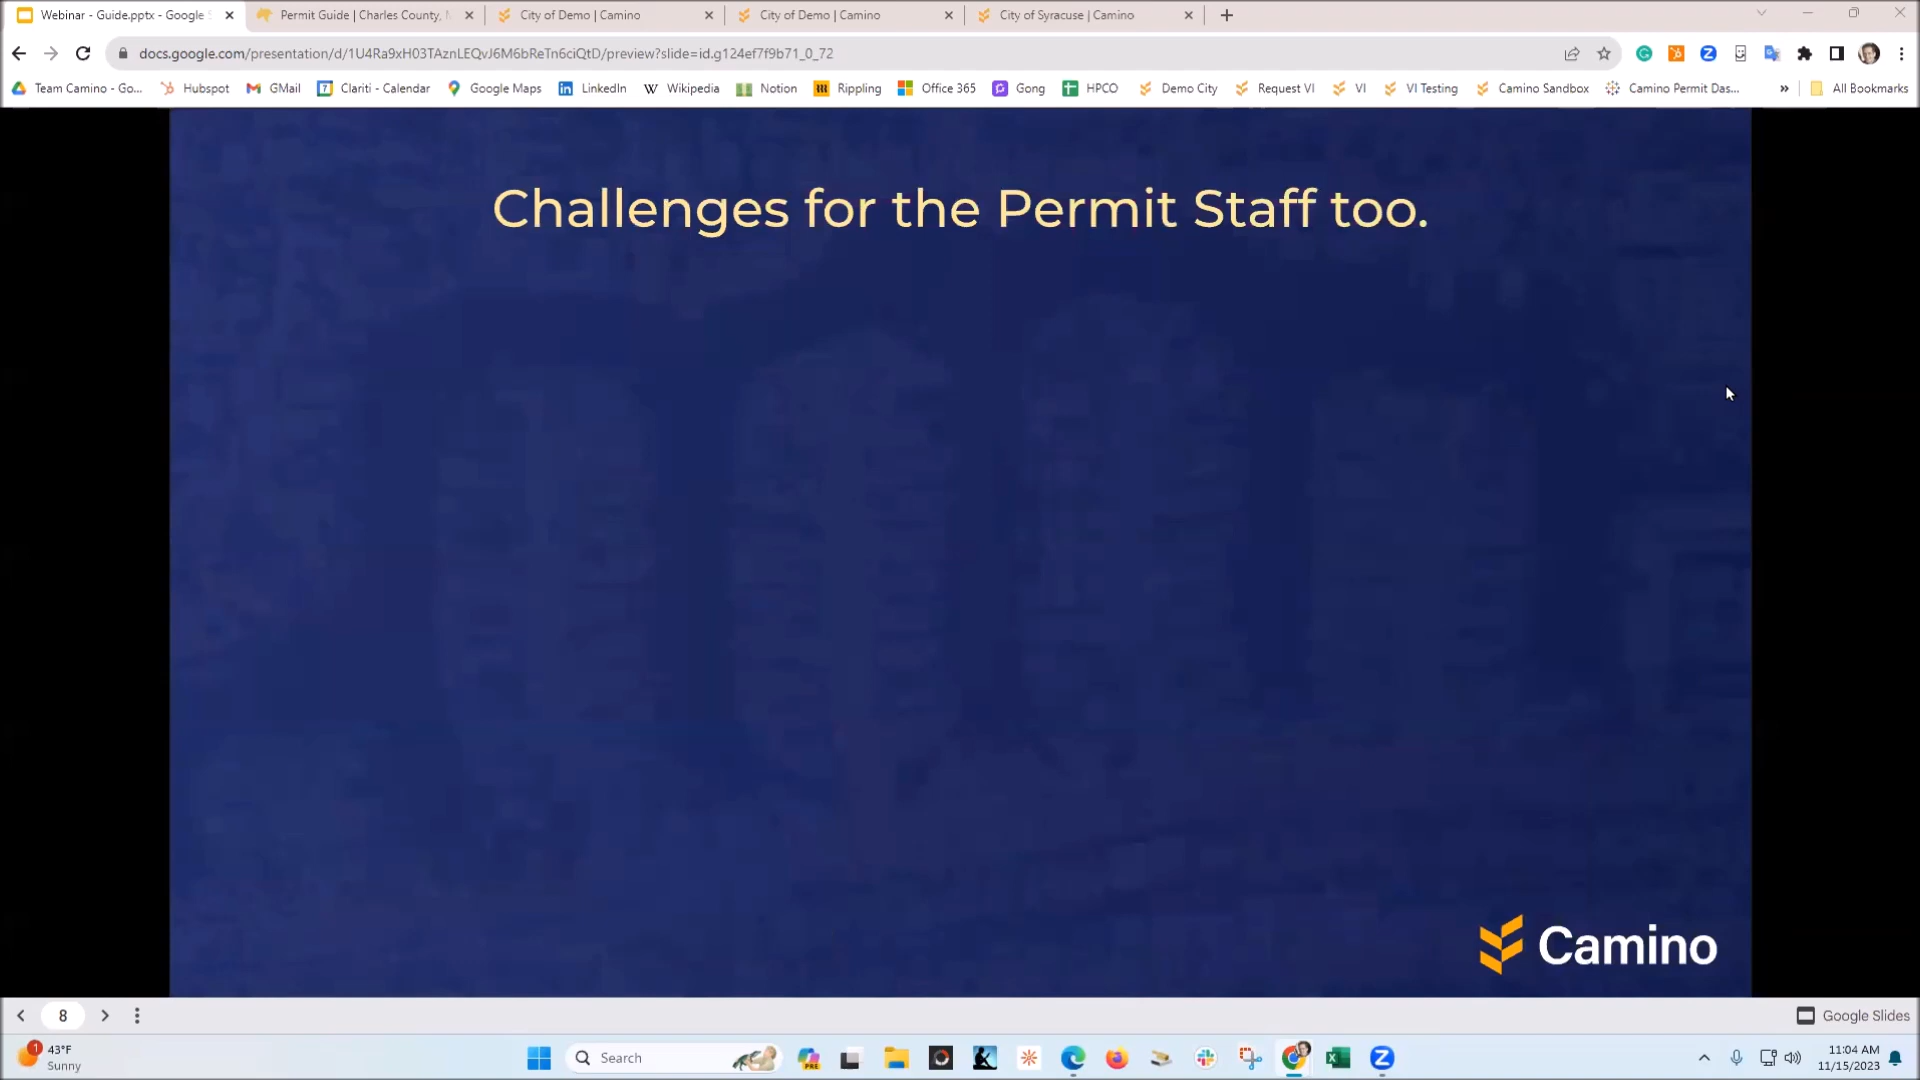 Webinar - Guide.pptx - Google S
Permit Guide | Charles County, M
City of Demo | Camino
City of Demo | Camino
City of Syracuse | Camino
docs.google.com/presentation/d/1U4Ra9xH03TAznLEQvJ6M6bReTn6ciQtD/preview?slide=id.g124ef7f9b71_0_72
Team Camino - Go...
Hubspot
GMail
7
Clariti - Calendar
Google Maps
LinkedIn
W
Wikipedia
Notion
Rippling
Office 365
Gong
HPCO
Demo City
Request VI
VI
VI Testing
Camino Sandbox
Camino Permit Das...
»
All Bookmarks
Challenges for the Permit Staff too.
Camino
8
Google Slides
1
43°F
Sunny
Search
PRE
11:04 AM
11/15/2023